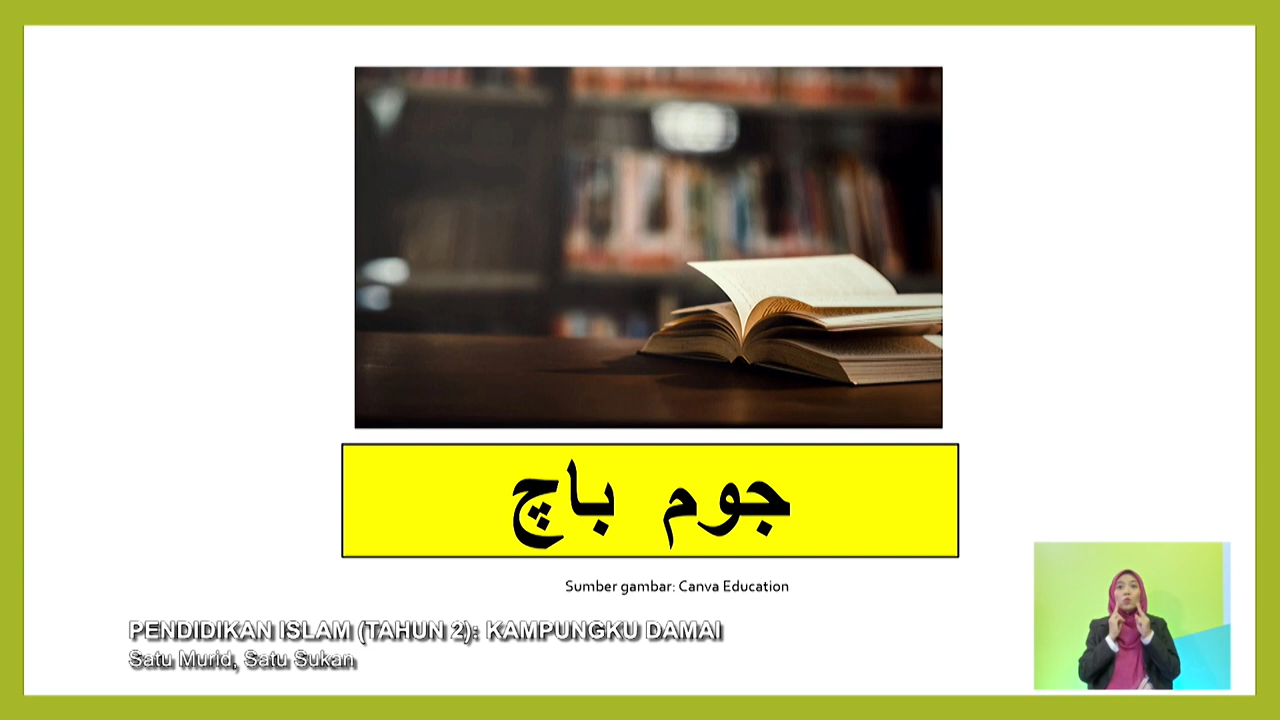 جوم باچ
Sumber gambar: Canva Education
PENDIDIKAN ISLAM (TAHUN 2): KAMPUNGKU DAMAI
Satu Murid, Satu Sukan